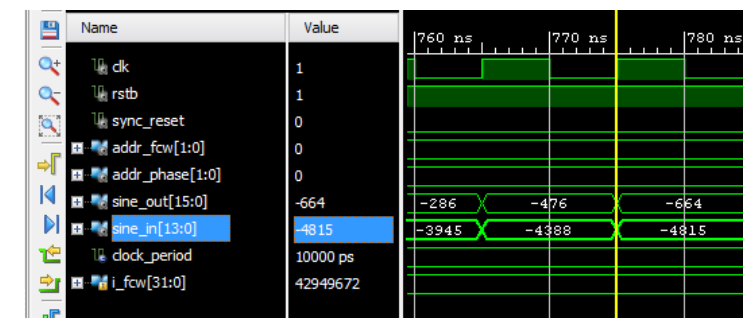 Name Value
760 ns 770 ns 780 ns
clk 1
rstb 1
sync_reset 0
addr_fcw[1:0] 0
addr_phase[1:0] 0
sine_out[15:0] -664 -286 -476 -664
sine_in[13:0] -4815 -3945 -4388 -4815
clock_period 10000 ps
i_fcw[31:0] 42949672